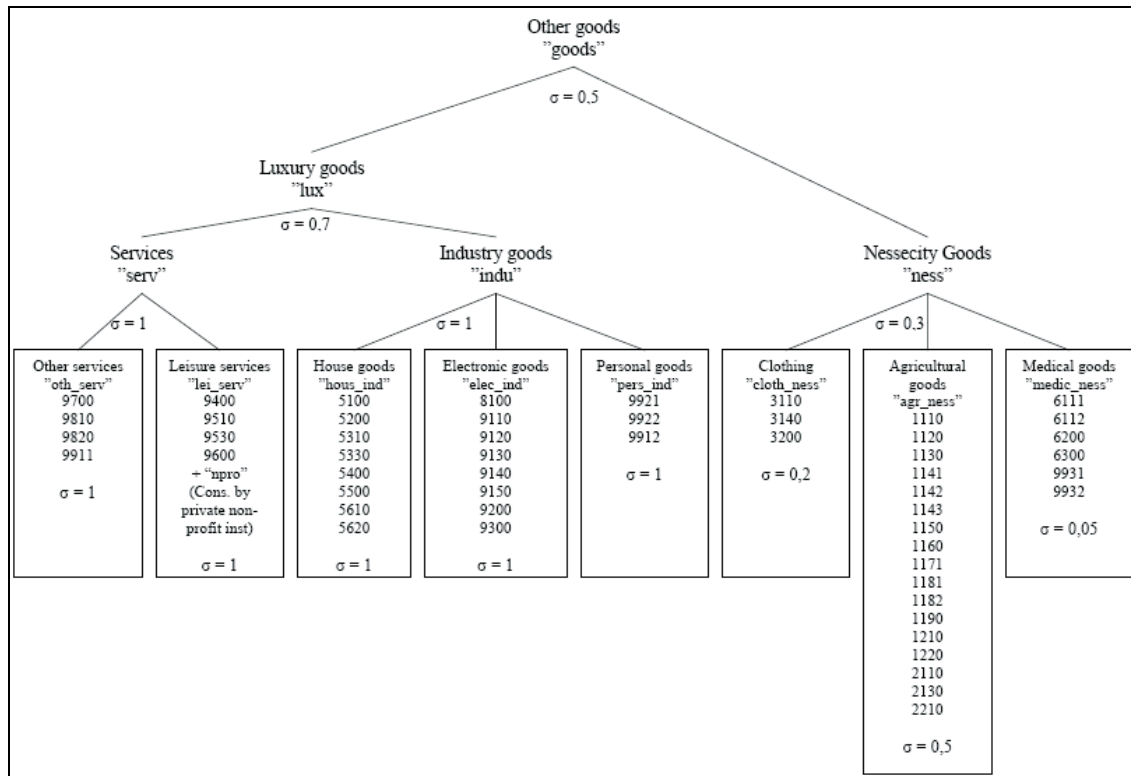 Other goods
”goods”
σ = 0,5
Luxury goods
”lux”
σ = 0.7
Services
”serv”
Industry goods
”indu”
Nessecity Goods
”ness”
σ = 1
σ = 1
σ = 0.3
Other services
”oth_serv”
9700
9810
9820
9911
σ = 1
Leisure services
”lei_serv”
9400
9510
9530
9600
+ “npro”
(Cons. by
private non-
profit inst)
σ = 1
House goods
”hous_ind”
5100
5200
5310
5330
5400
5500
5610
5620
σ = 1
Electronic goods
”elec_ind”
8100
9110
9120
9130
9140
9150
9200
9300
σ = 1
Personal goods
”pers_ind”
9921
9922
9912
σ = 1
Clothing
”cloth_ness”
3110
3140
3200
σ = 0,2
Agricultural
goods
”agr_ness”
1110
1120
1130
1141
1142
1143
1150
1160
1171
1181
1182
1190
1210
1220
2110
2130
2210
σ = 0,5
Medical goods
”medic_ness”
6111
6112
6200
6300
9931
9932
σ = 0,05